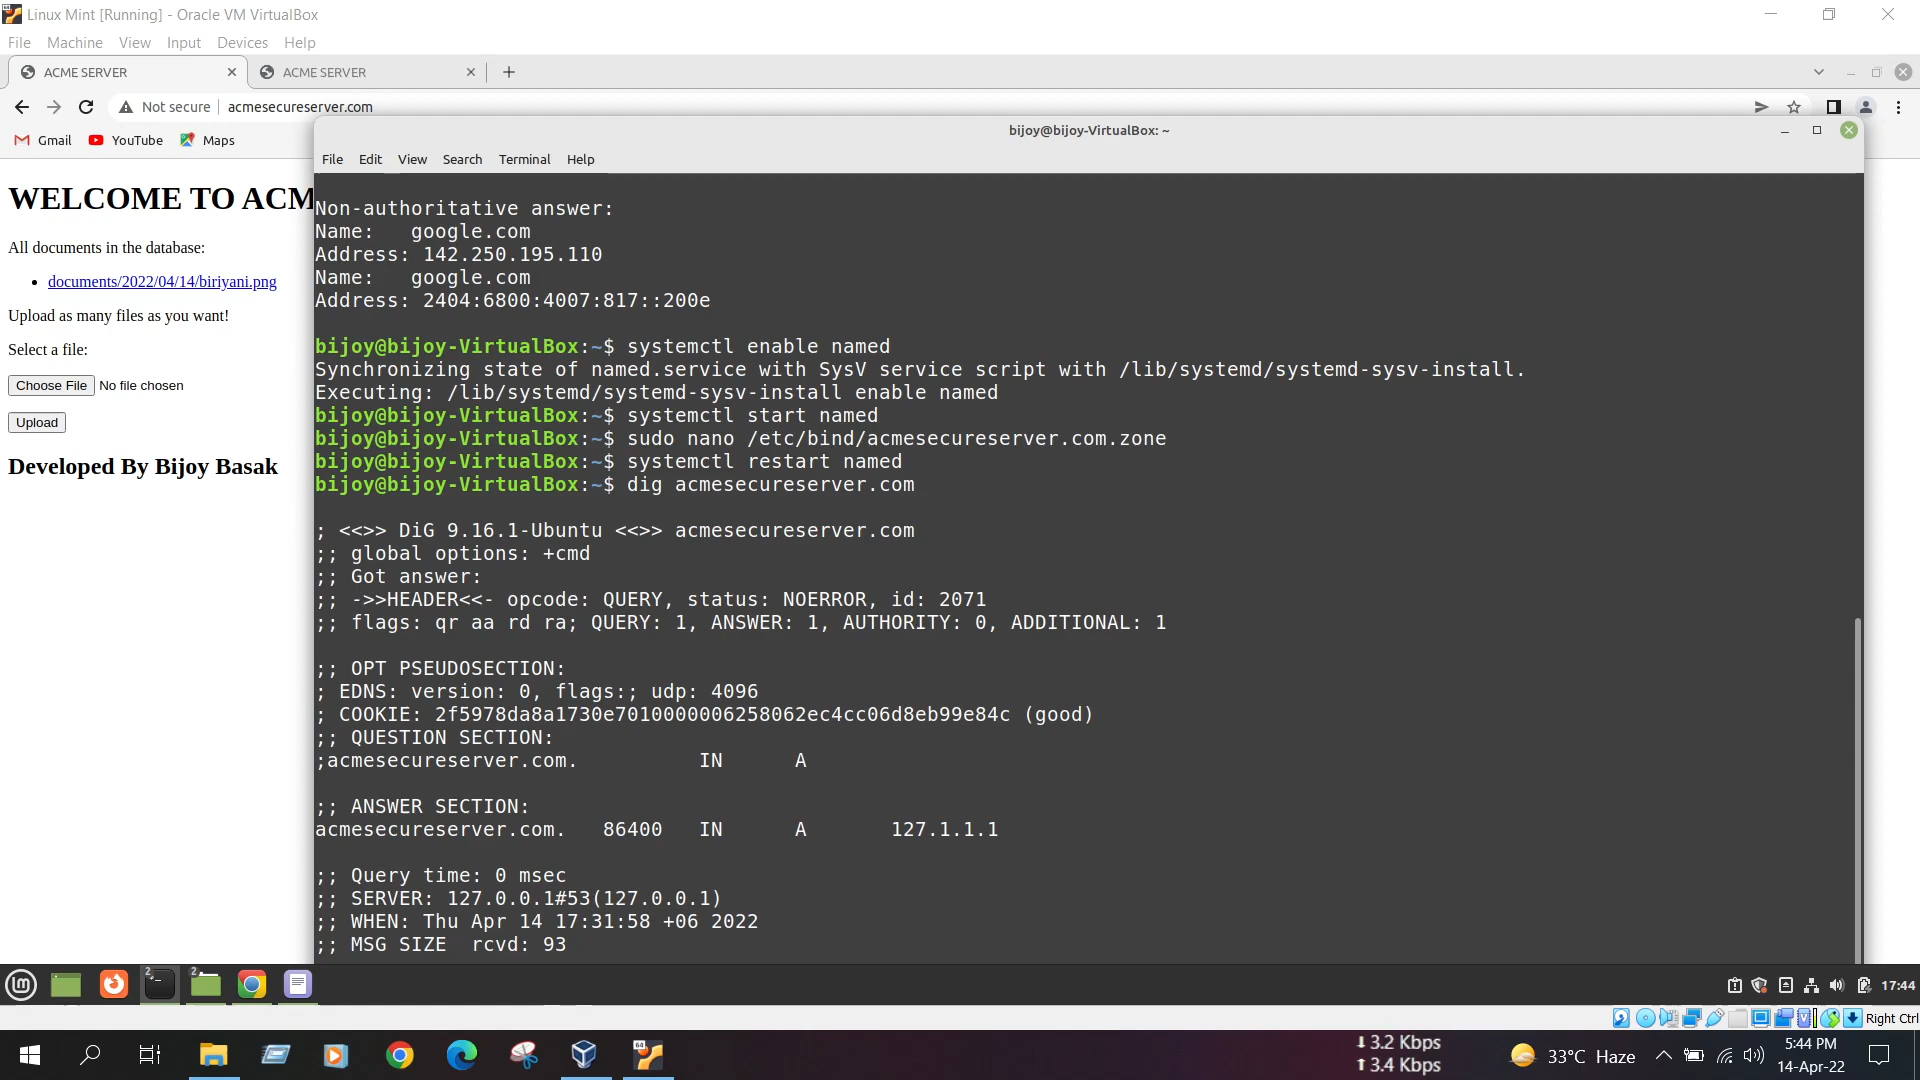 Linux Mint [Running] - Oracle VM VirtualBox
File Machine View Input Devices Help
ACME SERVER
ACME SERVER
Not secure acmesecureserver.com
Gmail YouTube Maps
WELCOME TO ACM
All documents in the database:
documents/2022/04/14/biriyani.png
Upload as many files as you want!
Select a file:
Choose File No file chosen
Upload
Developed By Bijoy Basak
bijoy@bijoy-VirtualBox: ~
File Edit View Search Terminal Help
Non-authoritative answer:
Name: google.com
Address: 142.250.195.110
Name: google.com
Address: 2404:6800:4007:817::200e
bijoy@bijoy-VirtualBox:~$ systemctl enable named
Synchronizing state of named.service with SysV service script with /lib/systemd/systemd-sysv-install.
Executing: /lib/systemd/systemd-sysv-install enable named
bijoy@bijoy-VirtualBox:~$ systemctl start named
bijoy@bijoy-VirtualBox:~$ sudo nano /etc/bind/acmesecureserver.com.zone
bijoy@bijoy-VirtualBox:~$ systemctl restart named
bijoy@bijoy-VirtualBox:~$ dig acmesecureserver.com
; <<>> DiG 9.16.1-Ubuntu <<>> acmesecureserver.com
;; global options: +cmd
;; Got answer:
;; ->>HEADER<<- opcode: QUERY, status: NOERROR, id: 2071
;; flags: qr aa rd ra; QUERY: 1, ANSWER: 1, AUTHORITY: 0, ADDITIONAL: 1
;; OPT PSEUDOSECTION:
; EDNS: version: 0, flags:; udp: 4096
; COOKIE: 2f5978da8a1730e7010000006258062ec4cc06d8eb99e84c (good)
;; QUESTION SECTION:
;acmesecureserver.com. IN A
;; ANSWER SECTION:
acmesecureserver.com. 86400 IN A 127.1.1.1
;; Query time: 0 msec
;; SERVER: 127.0.0.1#53(127.0.0.1)
;; WHEN: Thu Apr 14 17:31:58 +06 2022
;; MSG SIZE rcvd: 93
2
2
17:44
Right Ctrl
64
3.2 Kbps
3.4 Kbps
33°C Haze
5:44 PM
14-Apr-22